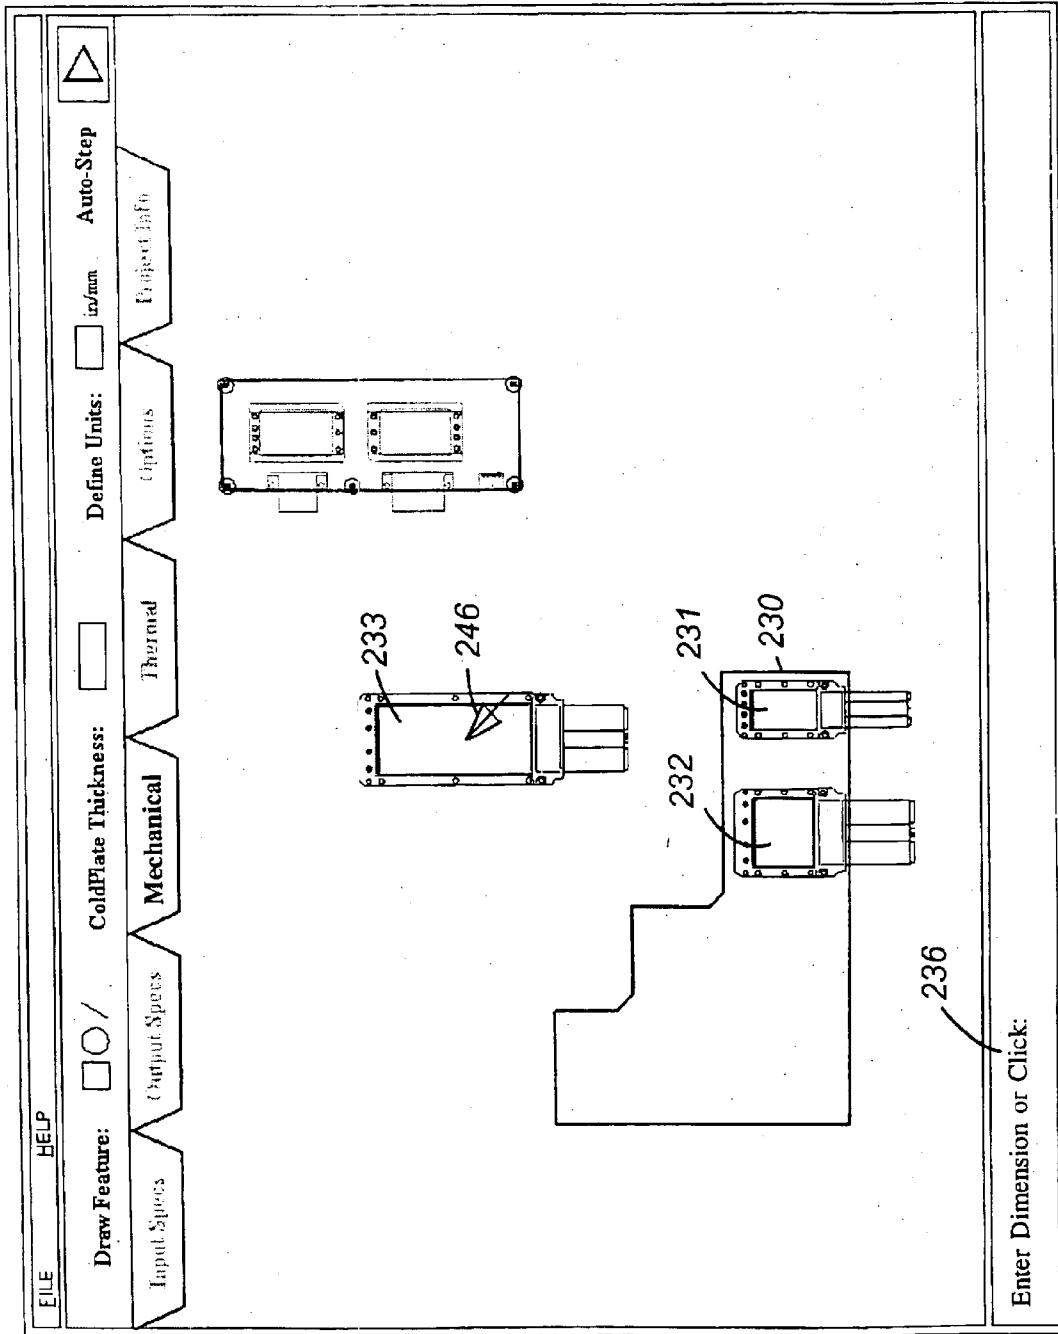 FILE HELP
Draw Feature: ColdPlate Thickness: Define Units: in/mm Auto-Step
Input Specs Output Specs Mechanical Thermal Options Project Info
233
246
231
230
232
236
Enter Dimension or Click: